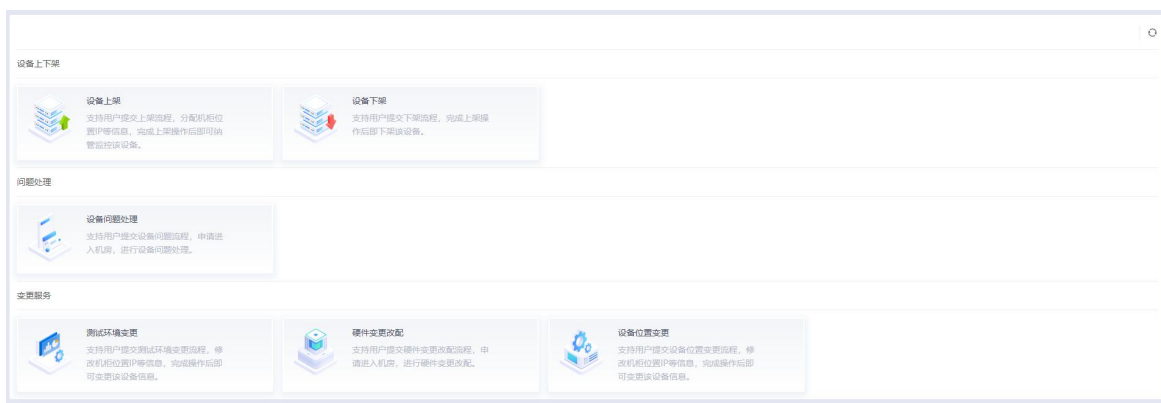 设备上下架
设备上架
支持用户提交上架流程，分配机柜位
置IP等信息，完成上架操作后即可纳
管监控该设备。
设备下架
支持用户提交下架流程，完成上架操
作后即下架该设备。
问题处理
设备问题处理
支持用户提交设备问题流程，申请进
入机房，进行设备问题处理。
变更服务
测试环境变更
支持用户提交测试环境变更流程，修
改机柜位置IP等信息，完成操作后即
可变更该设备信息。
硬件变更改配
支持用户提交硬件变更改配流程，申
请进入机房，进行硬件变更改配。
设备位置变更
支持用户提交设备位置变更流程，修
改机柜位置IP等信息，完成操作后即
可变更该设备信息。